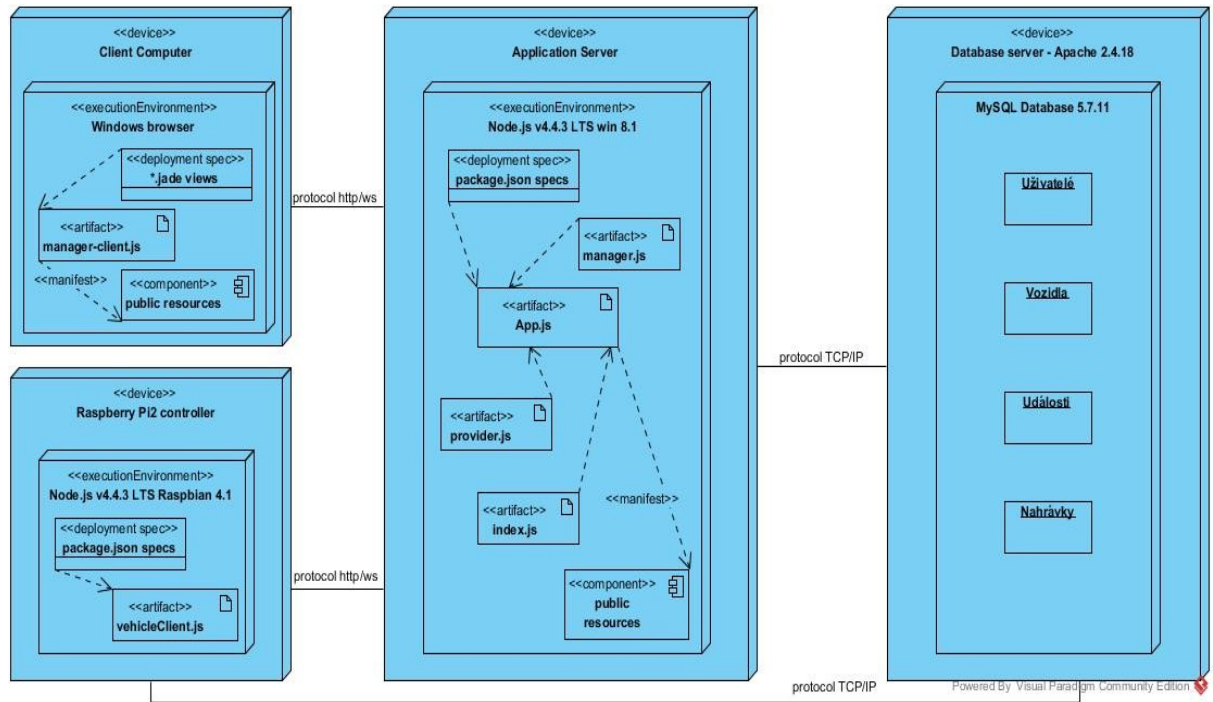 <<device>>
Client Computer
<<executionEnvironment>>
Windows browser
<<deployment spec>>
*.jade views
<<artifact>>
manager-client.js
<<manifest>>
<<component>>
public resources
protocol http/ws
<<device>>
Raspberry Pi2 controller
<<executionEnvironment>>
Node.js v4.4.3 LTS Raspbian 4.1
<<deployment spec>>
package.json specs
<<artifact>>
vehicleClient.js
protocol http/ws
<<device>>
Application Server
<<executionEnvironment>>
Node.js v4.4.3 LTS win 8.1
<<deployment spec>>
package.json specs
<<artifact>>
manager.js
<<artifact>>
App.js
<<artifact>>
provider.js
<<artifact>>
index.js
<<manifest>>
<<component>>
public
resources
protocol TCP/IP
<<device>>
Database server - Apache 2.4.18
MySQL Database 5.7.11
Uživatelé
Vozidla
Události
Nahrávky
protocol TCP/IP
Powered By Visual Paradigm Community Edition